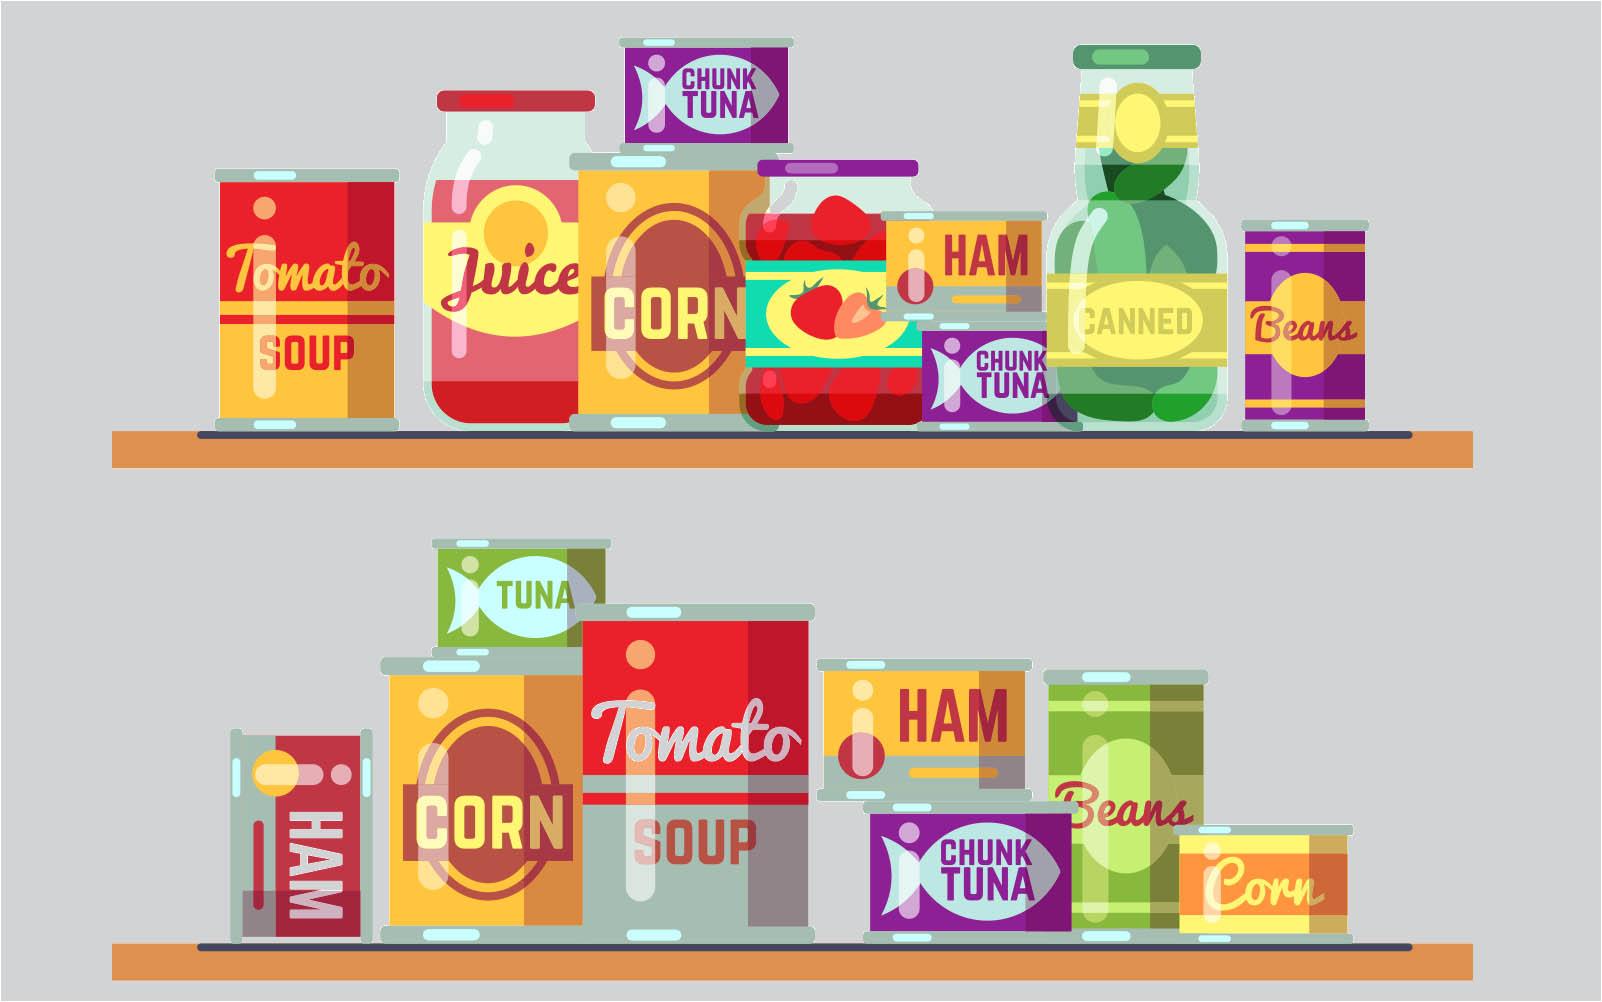 CHUNK
TUNA
Tomato
SOUP
Juice
CORN
HAM
CHUNK
TUNA
CANNED
Beans
TUNA
HAM
CORN
Tomato
SOUP
HAM
CHUNK
TUNA
Beans
Corn